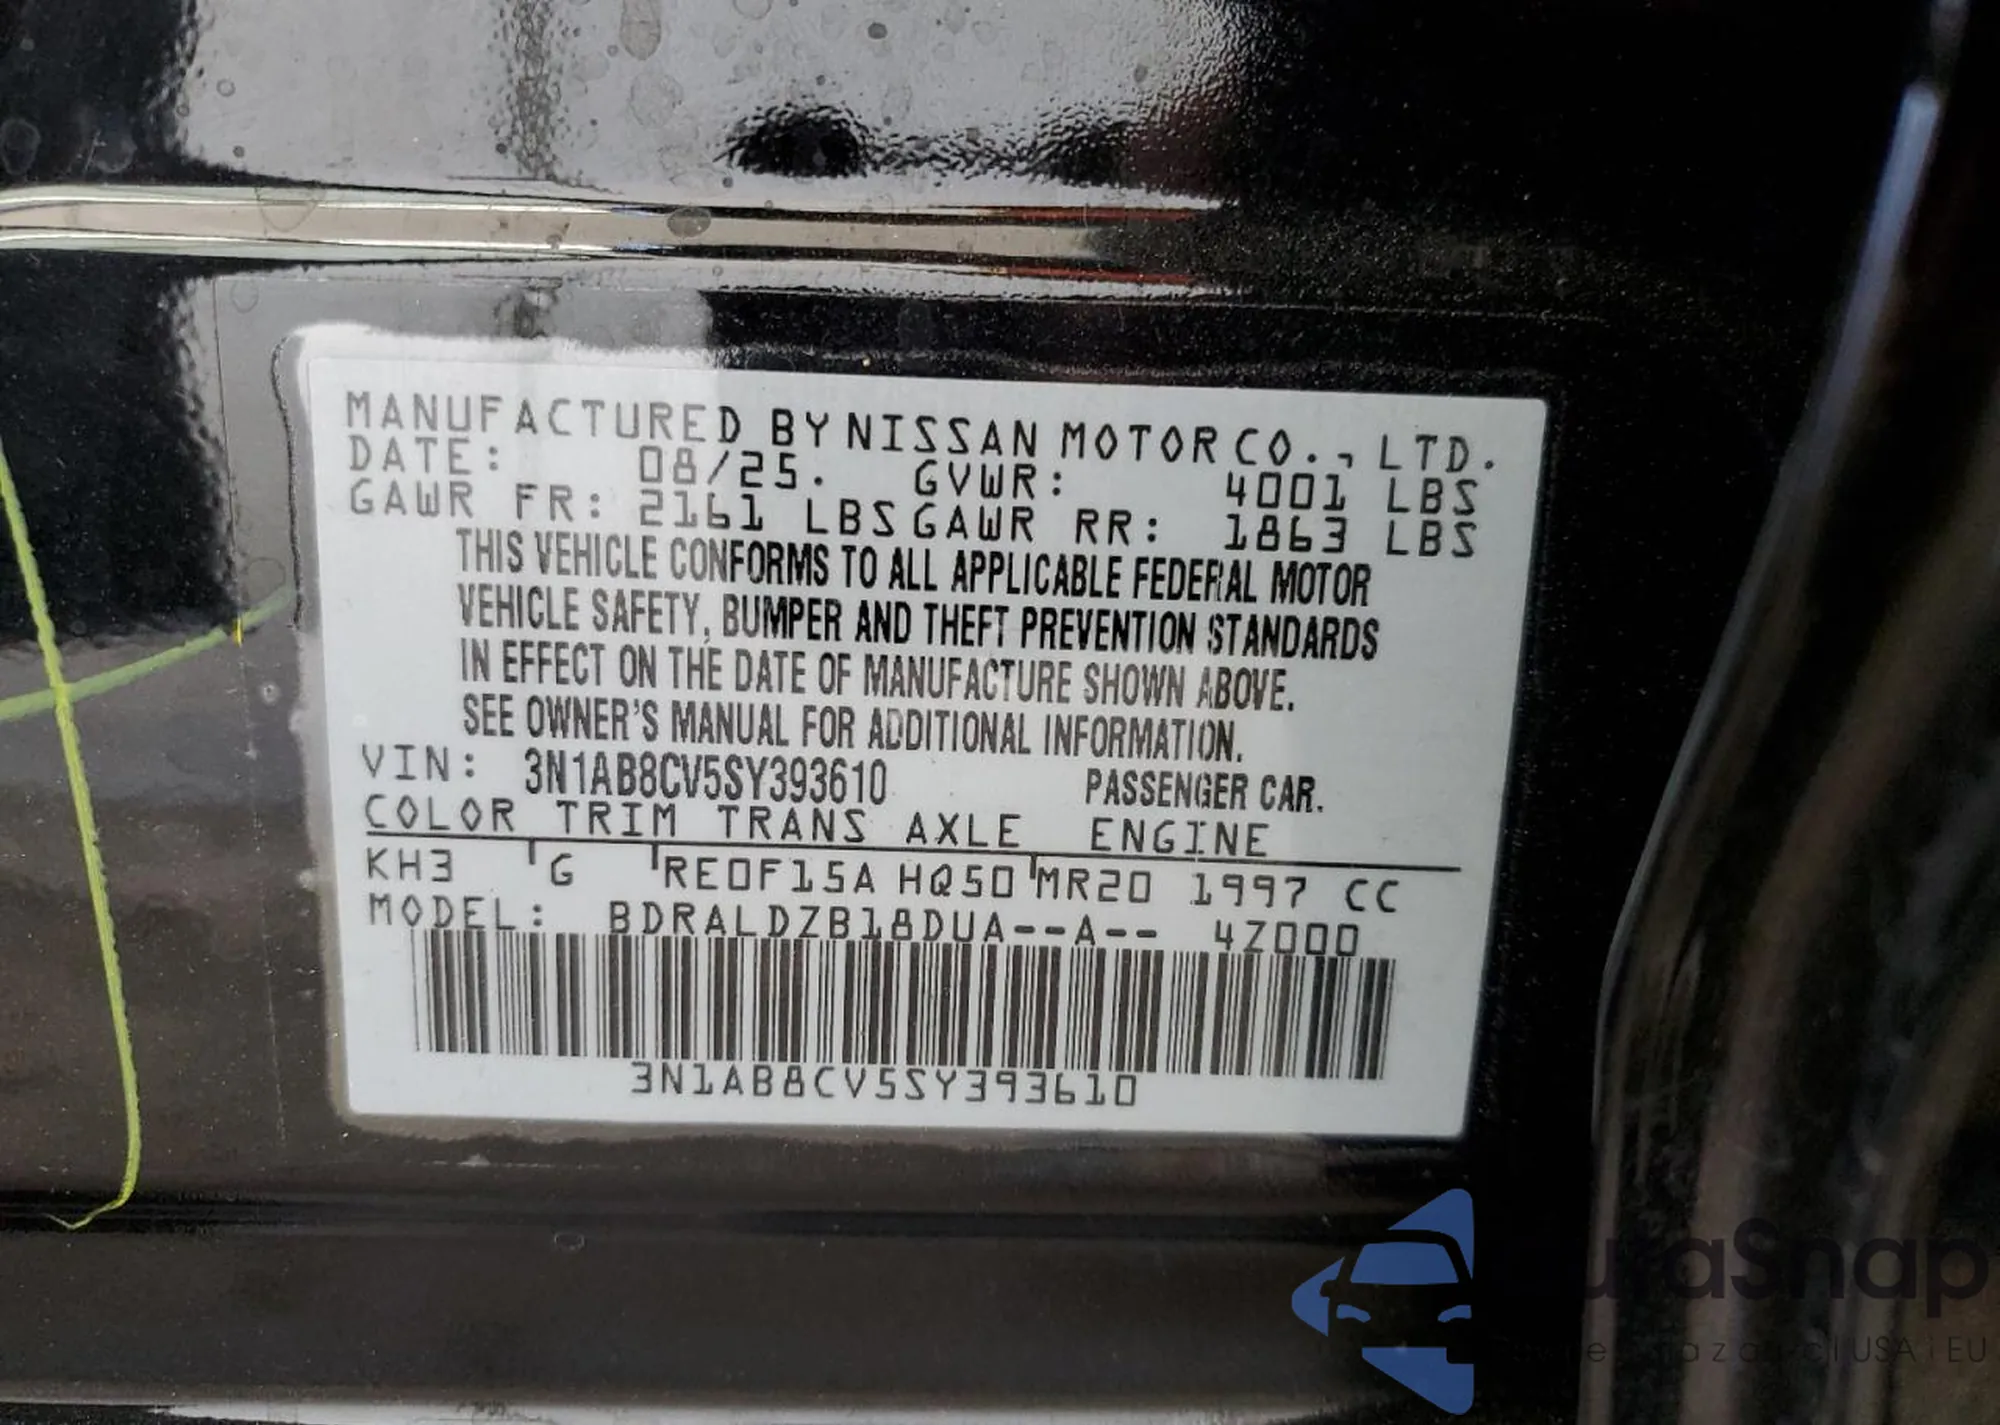 MANUFACTURED BY NISSAN MOTOR CO., LTD.
DATE: 08/25. GVWR: 4001 LBS
GAWR FR: 2161 LBS GAWR RR: 1863 LBS
THIS VEHICLE CONFORMS TO ALL APPLICABLE FEDERAL MOTOR
VEHICLE SAFETY, BUMPER AND THEFT PREVENTION STANDARDS
IN EFFECT ON THE DATE OF MANUFACTURE SHOWN ABOVE.
SEE OWNER'S MANUAL FOR ADDITIONAL INFORMATION.
VIN: 3N1AB8CV5SY393610 PASSENGER CAR.
COLOR TRIM TRANS AXLE ENGINE
KH3 G RE0F15A HQ50 MR20 1997 CC
MODEL: BDRALDZB18DUA--A-- 4Z000
3N1AB8CV5SY393610
USA i EU